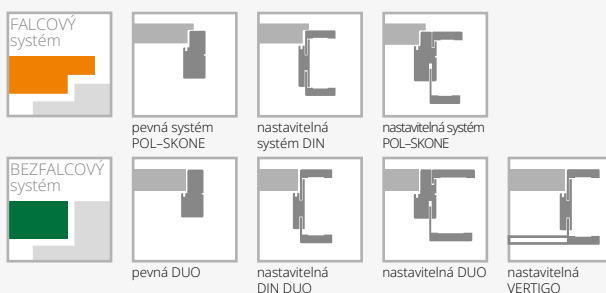 FALCOVÝ
systém
pevná systém
POL–SKONE
nastavitelná
systém DIN
nastavitelná systém
POL–SKONE
BEZFALCOVÝ
systém
pevná DUO
nastavitelná
DIN DUO
nastavitelná DUO
nastavitelná
VERTIGO